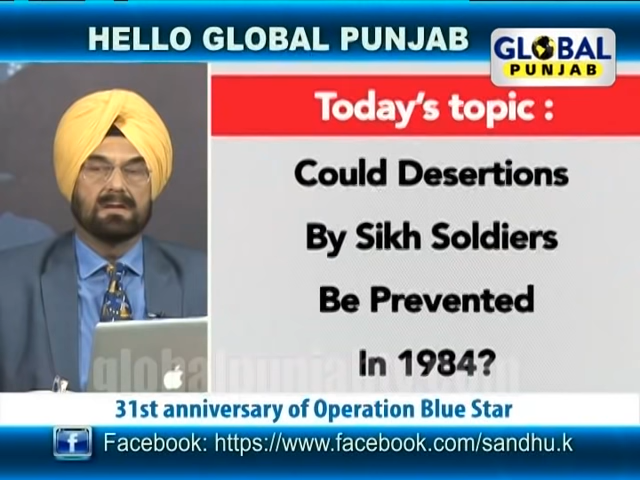 HELLO GLOBAL PUNJAB
GLOBAL
PUNJAB
Today's topic :
Could Desertions
By Sikh Soldiers
Be Prevented
In 1984?
31st anniversary of Operation Blue Star
Facebook: https://www.facebook.com/sandhu.k